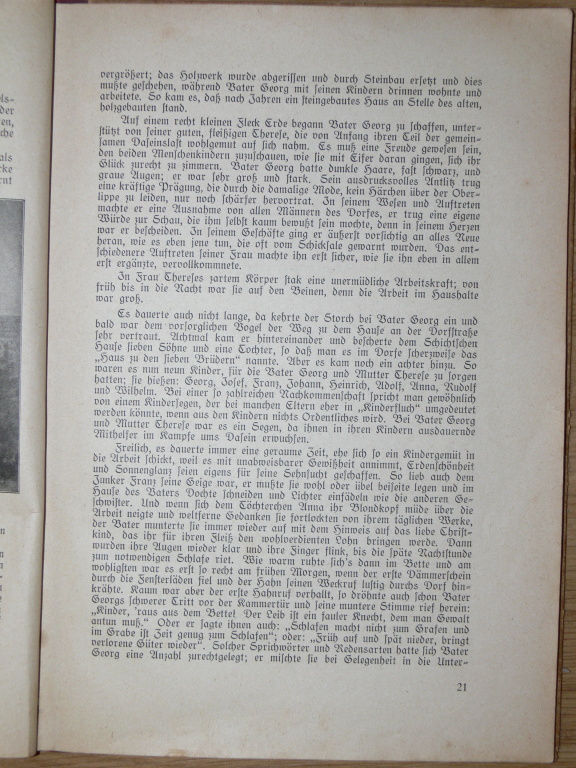 els-
der
ten,
che
als
rke
rnt
n
n
-
-
vergrößert; das Holzwerk wurde abgerissen und durch Steinbau ersetzt und dies
mußte geschehen, während Vater Georg mit seinen Kindern drinnen wohnte und
arbeitete. So kam es, daß nach Jahren ein steingebautes Haus an Stelle des alten,
holzgebauten stand.
Auf einem recht kleinen Fleck Erde begann Vater Georg zu schaffen, unter-
stützt von seiner guten, fleißigen Therese, die von Anfang ihren Teil der gemein-
samen Daseinslast wohlgemut auf sich nahm. Es muß eine Freude gewesen sein,
den beiden Menschenkindern zuzuschauen, wie sie mit Eifer daran gingen, sich ihr
Glück zurecht zu zimmern. Vater Georg hatte dunkle Haare, fast schwarz, und
graue Augen; er war sehr groß und stark. Sein ausdrucksvolles Antlitz trug
eine kräftige Prägung, die durch die damalige Mode, kein Härchen über der Ober-
lippe zu leiden, nur noch schärfer hervortrat. In seinem Wesen und Auftreten
machte er eine Ausnahme von allen Männern des Dorfes, er trug eine eigene
Würde zur Schau, die ihm selbst kaum bewußt sein mochte, denn in seinem Herzen
war er bescheiden. In seinem Geschäfte ging er äußerst vorsichtig an alles Neue
heran, wie es eben jene tun, die oft vom Schicksale gewarnt wurden. Das ent-
schiedenere Auftreten seiner Frau machte ihn erst sicher, wie sie ihn eben in allem
erst ergänzte, vervollkommnete.
In Frau Thereses zartem Körper stak eine unermüdliche Arbeitskraft; von
früh bis in die Nacht war sie auf den Beinen, denn die Arbeit im Haushalte
war groß.
Es dauerte auch nicht lange, da kehrte der Storch bei Vater Georg ein und
bald war dem vorsorglichen Vogel der Weg zu dem Hause an der Dorfstraße
sehr vertraut. Achtmal kam er hintereinander und bescherte dem Schichtschen
Hause sieben Söhne und eine Tochter, so daß man es im Dorfe scherzweise das
„Haus zu den sieben Brüdern“ nannte. Aber es kam noch ein achter hinzu. So
waren es nun neun Kinder, für die Vater Georg und Mutter Therese zu sorgen
hatten; sie hießen: Georg, Josef, Franz, Johann, Heinrich, Adolf, Anna, Rudolf
und Wilhelm. Bei einer so zahlreichen Nachkommenschaft spricht man gewöhnlich
von einem Kindersegen, der bei manchen Eltern eher in „Kinderfluch“ umgedeutet
werden könnte, wenn aus den Kindern nichts Ordentliches wird. Bei Vater Georg
und Mutter Therese war es ein Segen, da ihnen in ihren Kindern ausdauernde
Mithelfer im Kampfe ums Dasein erwuchsen.
Freilich, es dauerte immer eine geraume Zeit, ehe sich so ein Kindergemüt in
die Arbeit schickt, weil es mit unabweisbarer Gewißheit annimmt, Erdenschönheit
und Sonnenglanz seien eigens für seine Sehnsucht geschaffen. So lieb auch dem
Junker Franz seine Geige war, er mußte sie wohl oder übel beiseite legen und im
Hause des Vaters Dochte schneiden und Lichter einfädeln wie die anderen Ge-
schwister. Und wenn sich dem Töchterchen Anna ihr Blondkopf müde über die
Arbeit neigte und weltferne Gedanken sie fortlockten von ihrem täglichen Werke,
der Vater munterte sie immer wieder auf mit dem Hinweis auf das liebe Christ-
kind, das ihr für ihren Fleiß den wohlverdienten Lohn bringen werde. Dann
wurden ihre Augen wieder klar und ihre Finger flink, bis die späte Nachtstunde
zum notwendigen Schlafe rief. Wie warm ruhte sich's dann im Bette und am
wohligsten war es erst so recht am frühen Morgen, wenn der erste Dämmerschein
durch die Fensterläden fiel und der Hahn seinen Weckruf lustig durchs Dorf hin-
krähte. Kaum war aber der erste Hahnruf verhallt, so dröhnte auch schon Vater
Georgs schwerer Tritt vor der Kammertür und seine muntere Stimme rief herein:
„Kinder, 'raus aus dem Bette! Der Leib ist ein fauler Knecht, dem man Gewalt
antun muß.“ Oder er sagte ihnen auch: „Schlafen macht nicht zum Grafen und
im Grabe ist Zeit genug zum Schlafen“; oder: „Früh auf und spät nieder, bringt
verlorene Güter wieder“. Solcher Sprichwörter und Redensarten hatte sich Vater
Georg eine Anzahl zurechtgelegt; er mischte sie bei Gelegenheit in die Unter-
21